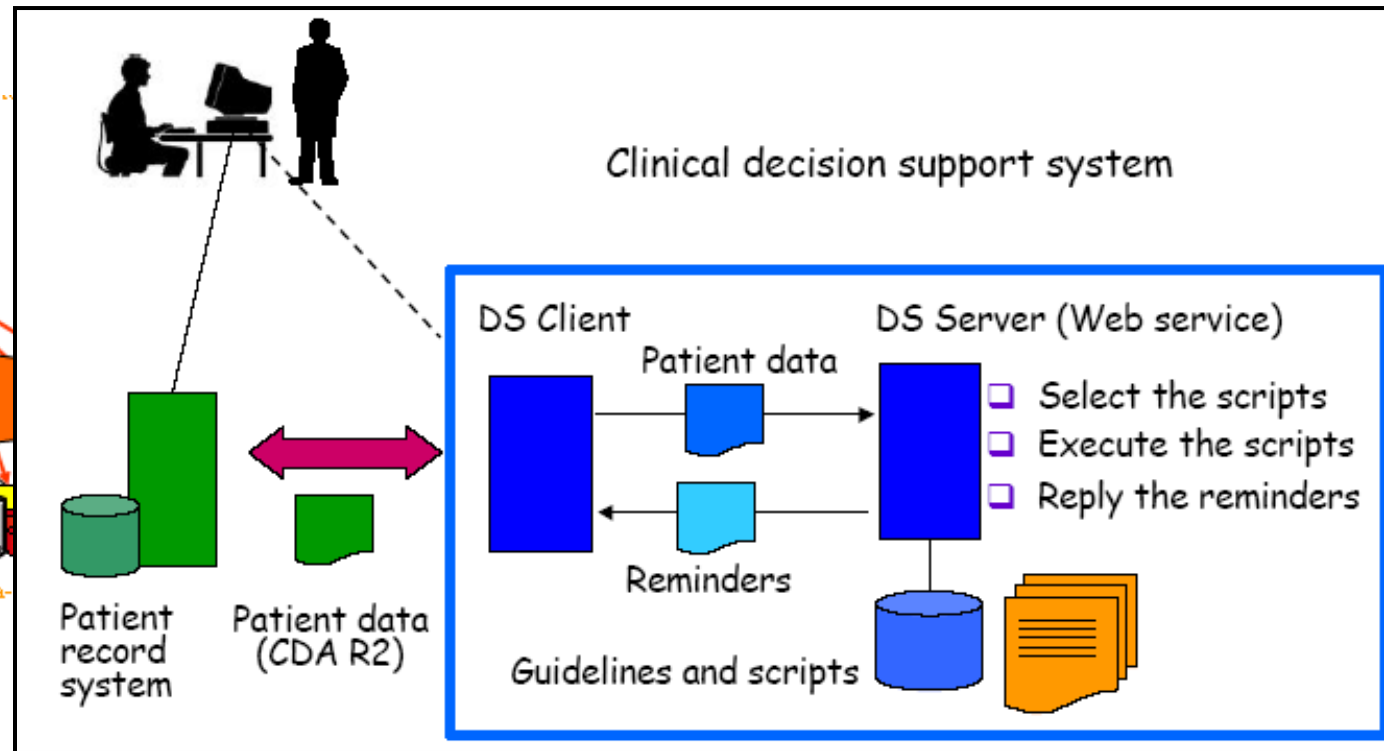 Clinical decision support system
DS Client
DS Server (Web service)
Patient data
Select the scripts
Execute the scripts
Reply the reminders
Reminders
Patient
record
system
Patient data
(CDA R2)
Guidelines and scripts